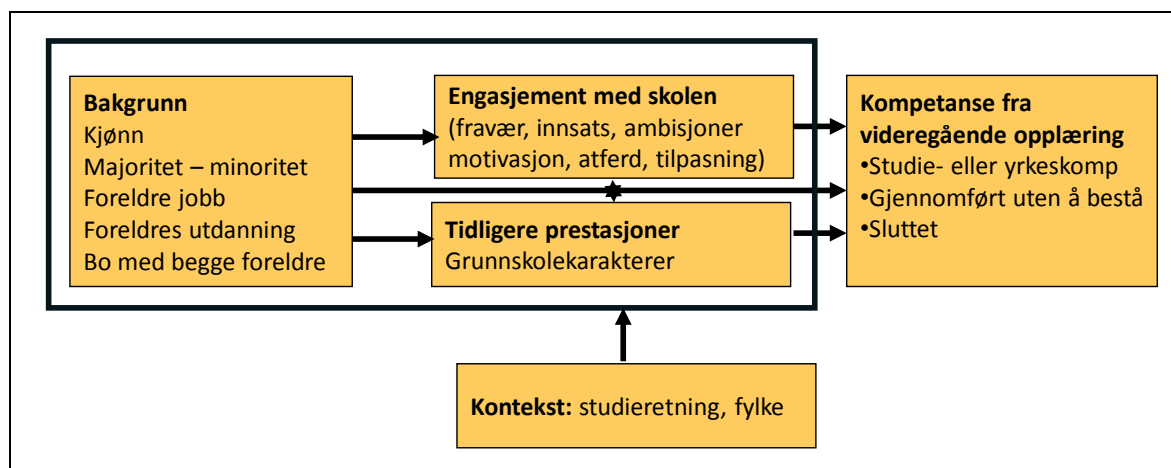 Bakgrunn
Kjønn
Majoritet – minoritet
Foreldre jobb
Foreldres utdanning
Bo med begge foreldre
Engasjement med skolen
(fravær, innsats, ambisjoner
motivasjon, atferd, tilpasning)
Tidligere prestasjoner
Grunnskolekarakterer
Kompetanse fra
videregående opplæring
•Studie- eller yrkeskomp
•Gjennomført uten å bestå
•Sluttet
Kontekst: studieretning, fylke